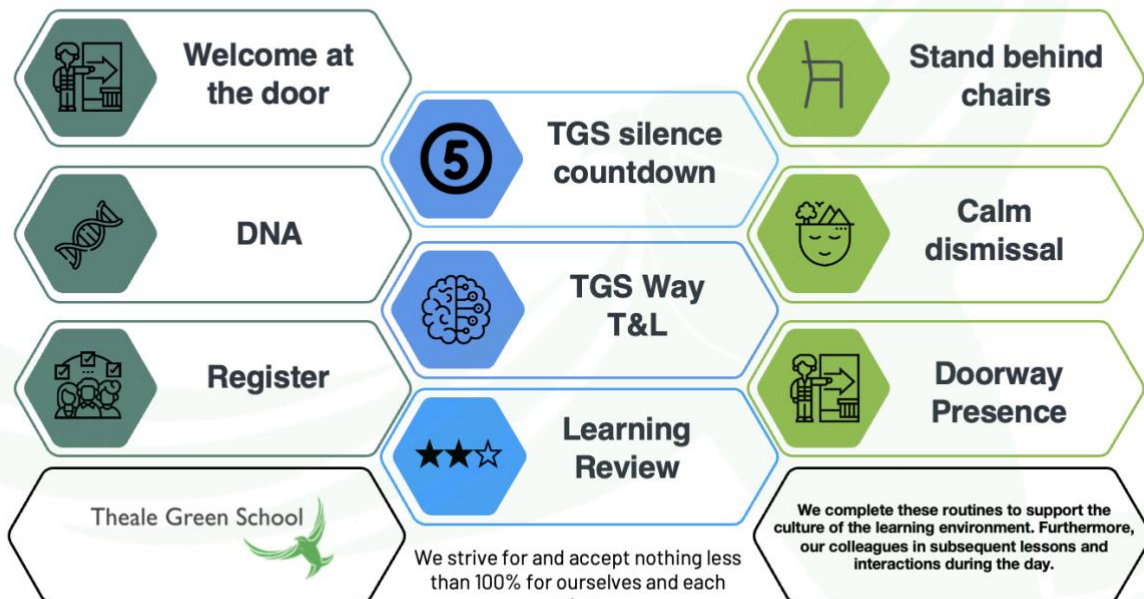 Welcome at
the door
DNA
Register
Theale Green School
5
TGS silence
countdown
TGS Way
T&L
Learning
Review
We strive for and accept nothing less
than 100% for ourselves and each
Stand behind
chairs
Calm
dismissal
Doorway
Presence
We complete these routines to support the
culture of the learning environment. Furthermore,
our colleagues in subsequent lessons and
interactions during the day.